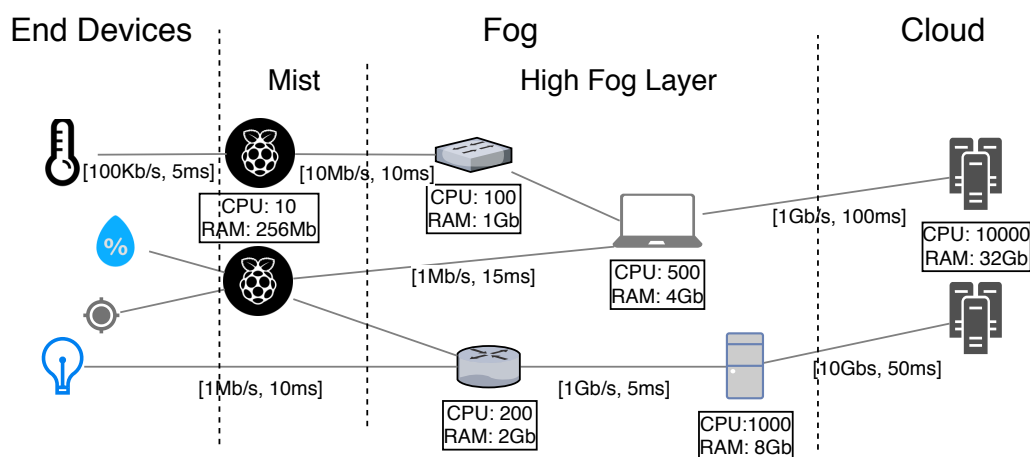 End Devices
Fog
Cloud
Mist
High Fog Layer
[100Kb/s, 5ms]
[10Mb/s, 10ms]
CPU: 10
RAM: 256Mb
CPU: 100
RAM: 1Gb
[1Gb/s, 100ms]
CPU: 10000
RAM: 32Gb
%
[1Mb/s, 15ms]
CPU: 500
RAM: 4Gb
[1Mb/s, 10ms]
[1Gb/s, 5ms]
[10Gbs, 50ms]
CPU: 200
RAM: 2Gb
CPU:1000
RAM: 8Gb